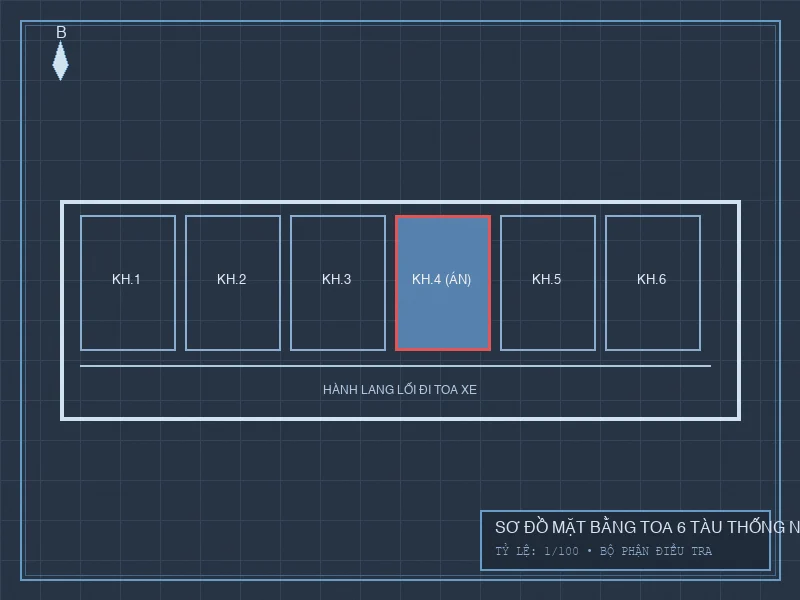 B
KH.1
KH.2
KH.3
KH.4 (ÁN)
KH.5
KH.6
HÀNH LANG LỐI ĐI TOA XE
SƠ ĐỒ MẶT BẰNG TOA 6 TÀU THỐNG N
TỶ LỆ: 1/100 • BỘ PHẬN ĐIỀU TRA